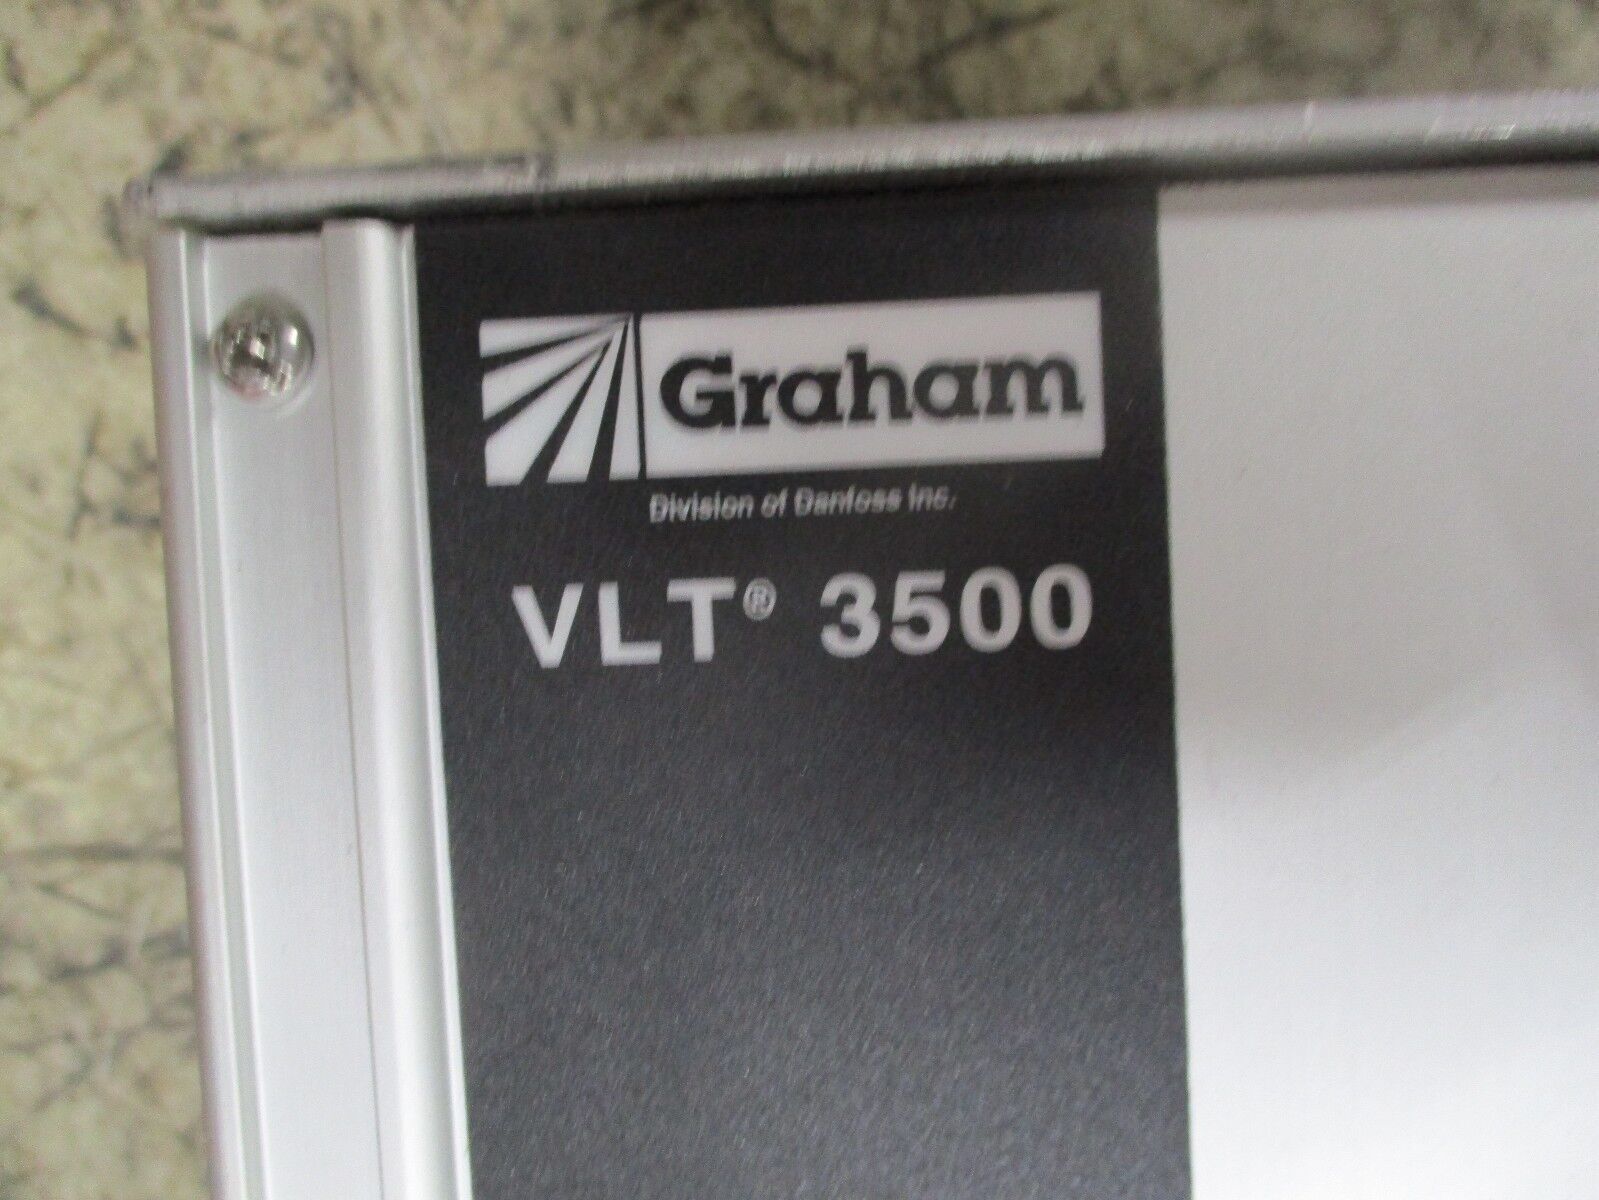 Graham
Division of Danfoss Inc.
VLT® 3500